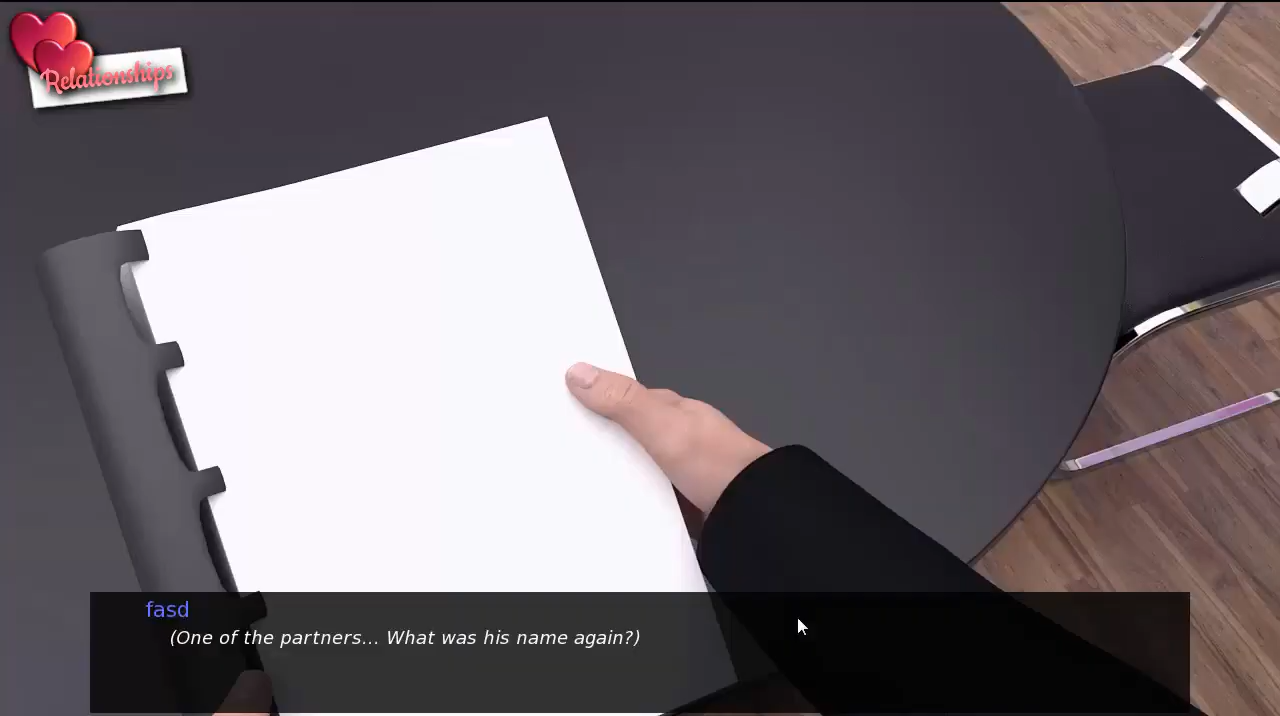 Relationships
fasd
(One of the partners... What was his name again?)